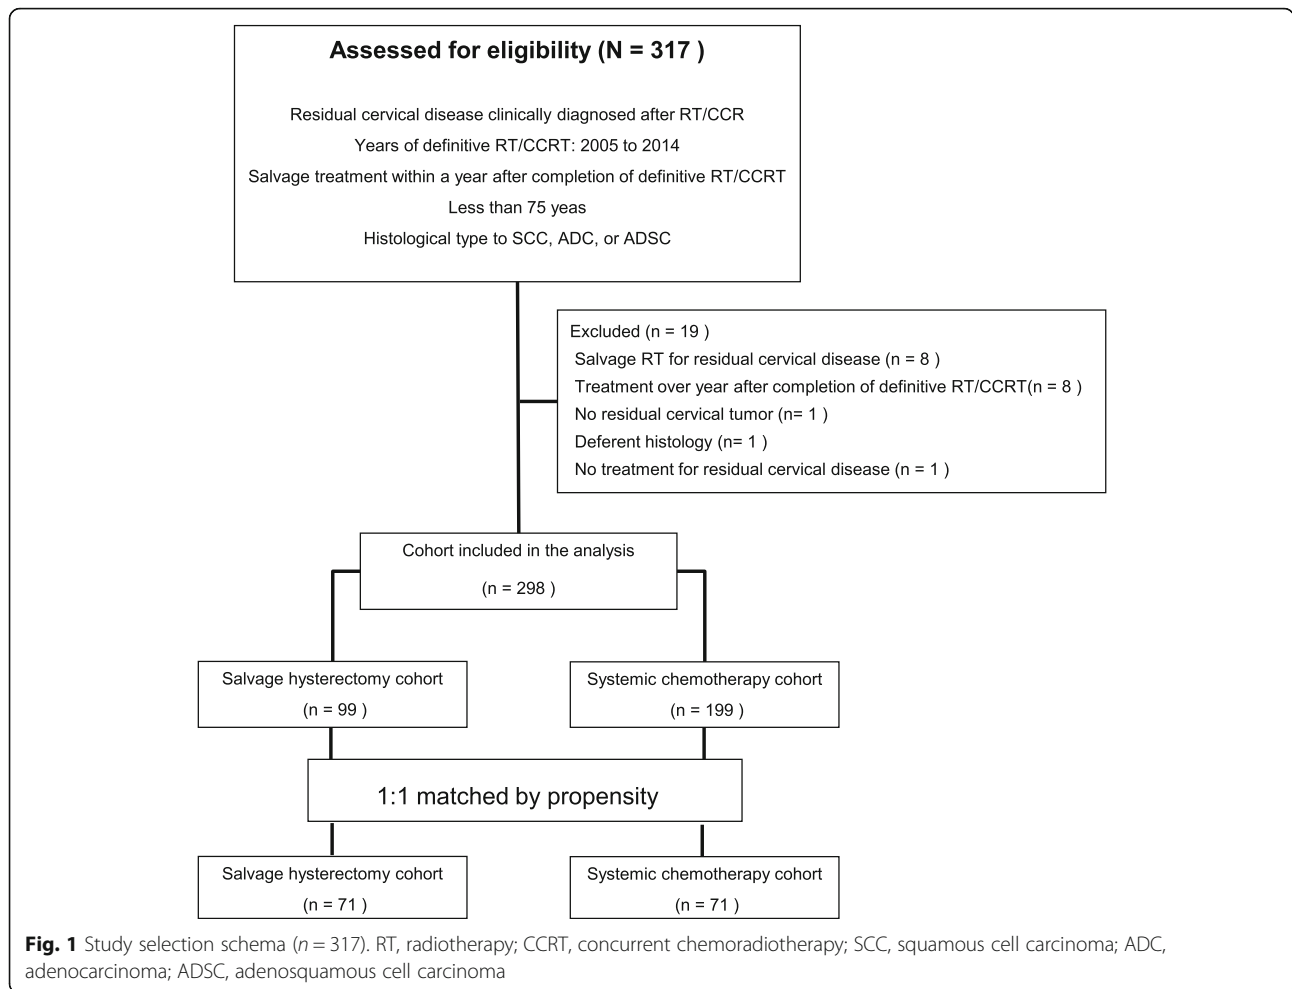 Assessed for eligibility (N = 317 )
Residual cervical disease clinically diagnosed after RT/CCR
Years of definitive RT/CCRT: 2005 to 2014
Salvage treatment within a year after completion of definitive RT/CCRT
Less than 75 yeas
Histological type to SCC, ADC, or ADSC
Excluded (n = 19 )
Salvage RT for residual cervical disease (n = 8 )
Treatment over year after completion of definitive RT/CCRT(n = 8 )
No residual cervical tumor (n= 1 )
Deferent histology (n= 1 )
No treatment for residual cervical disease (n = 1 )
Cohort included in the analysis
(n = 298 )
Salvage hysterectomy cohort
(n = 99 )
Systemic chemotherapy cohort
(n = 199 )
1:1 matched by propensity
Salvage hysterectomy cohort
(n = 71 )
Systemic chemotherapy cohort
(n = 71 )
Fig. 1 Study selection schema (n = 317). RT, radiotherapy; CCRT, concurrent chemoradiotherapy; SCC, squamous cell carcinoma; ADC,
adenocarcinoma; ADSC, adenosquamous cell carcinoma